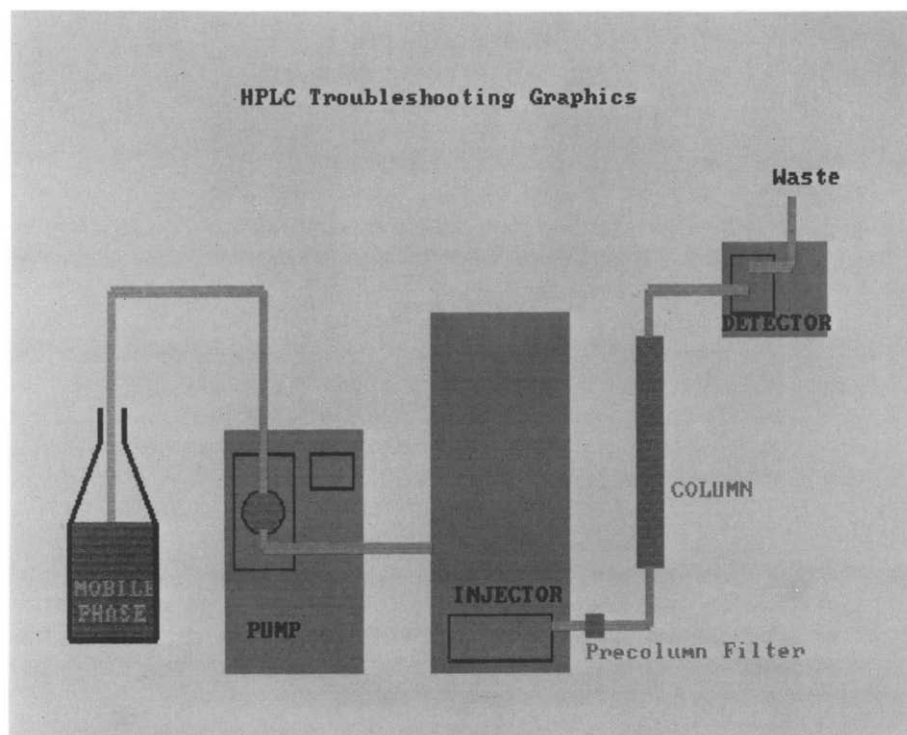 HPLC Troubleshooting Graphics
Waste
DETECTOR
COLUMN
MOBILE
PHASE
PUMP
INJECTOR
Precolumn Filter